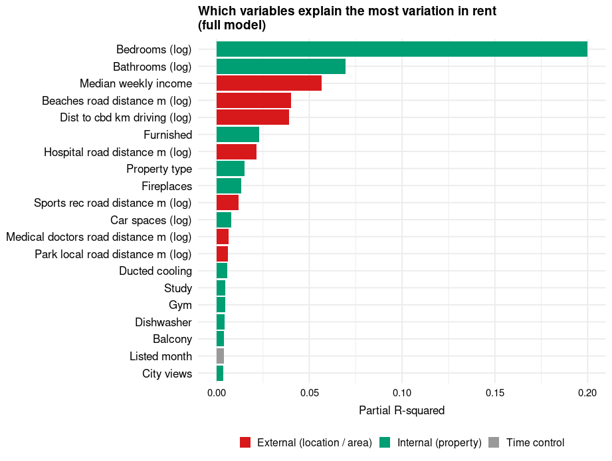 Which variables explain the most variation in rent
(full model)
Bedrooms (log)
Bathrooms (log)
Median weekly income
Beaches road distance m (log)
Dist to cbd km driving (log)
Furnished
Hospital road distance m (log)
Property type
Fireplaces
Sports rec road distance m (log)
Car spaces (log)
Medical doctors road distance m (log)
Park local road distance m (log)
Ducted cooling
Study
Gym
Dishwasher
Balcony
Listed month
City views
0.00 0.05 0.10 0.15 0.20
Partial R-squared
External (location / area) Internal (property) Time control